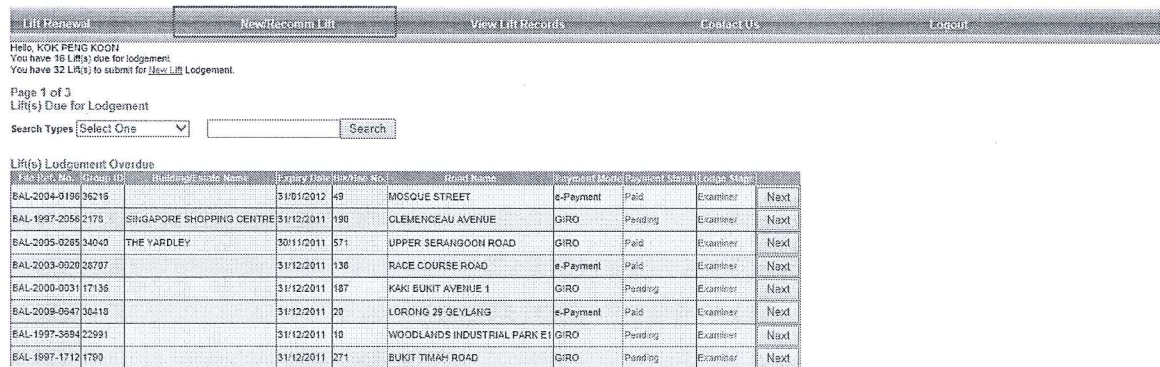 Lift Renewal New/Recomm Lift View Lift Records Contact Us Logout
Hello, KOK PENG KOON
You have 16 Lift(s) due for lodgement
You have 32 Lift(s) to submit for New Lift Lodgement.
Page 1 of 3
Lift(s) Due for Lodgement
Search Types Select One Search
Lift(s) Lodgement Overdue
File Ref. No. Group ID Building/Estate Name Expiry Date Blk/Hse No. Road Name Payment Mode Payment Status Lodge Stage
BAL-2004-0196 36216 31/01/2012 49 MOSQUE STREET e-Payment Paid Examiner Next
BAL-1997-2056 2178 SINGAPORE SHOPPING CENTRE 31/12/2011 190 CLEMENCEAU AVENUE GIRO Pending Examiner Next
BAL-2005-0265 34040 THE YARDLEY 30/11/2011 571 UPPER SERANGOON ROAD GIRO Paid Examiner Next
BAL-2003-0020 28707 31/12/2011 138 RACE COURSE ROAD e-Payment Paid Examiner Next
BAL-2000-0031 17136 31/12/2011 187 KAKI BUKIT AVENUE 1 GIRO Pending Examiner Next
BAL-2009-0647 38418 31/12/2011 20 LORONG 29 GEYLANG e-Payment Paid Examiner Next
BAL-1997-3694 22991 31/12/2011 10 WOODLANDS INDUSTRIAL PARK E1 GIRO Pending Examiner Next
BAL-1997-1712 1790 31/12/2011 271 BUKIT TIMAH ROAD GIRO Pending Examiner Next